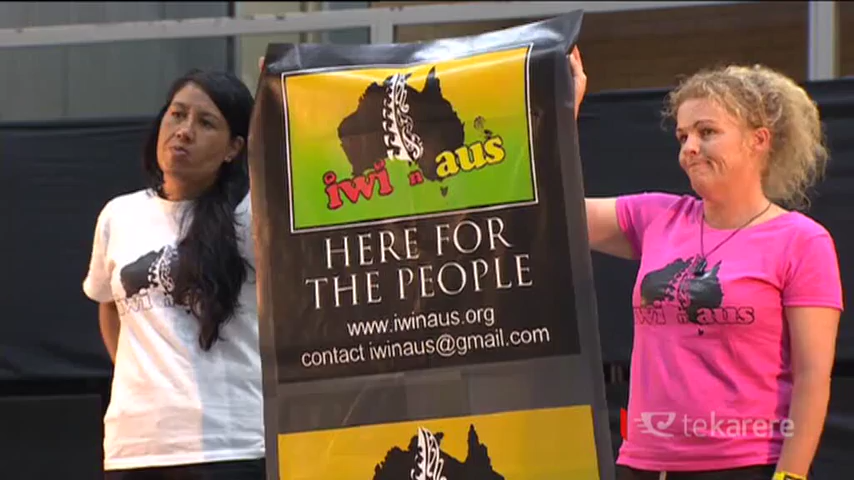 iwi n aus
HERE FOR
THE PEOPLE
www.iwinaus.org
contact iwinaus@gmail.com
iwi n aus
iwi n aus
tekarere